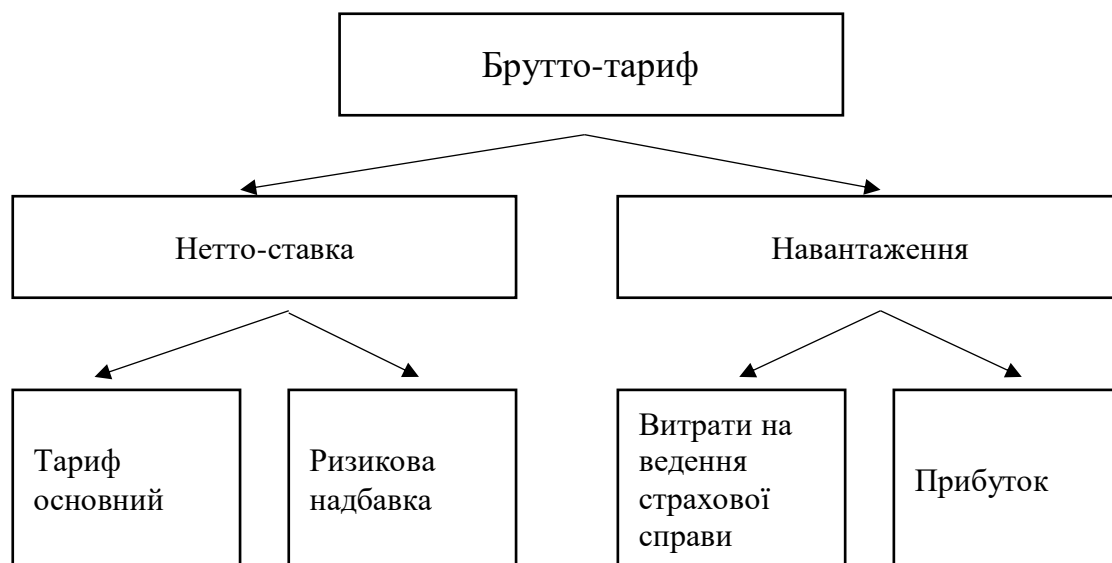 Брутто-тариф
Нетто-ставка
Навантаження
Тариф
основний
Ризикова
надбавка
Витрати на
ведення
страхової
справи
Прибуток